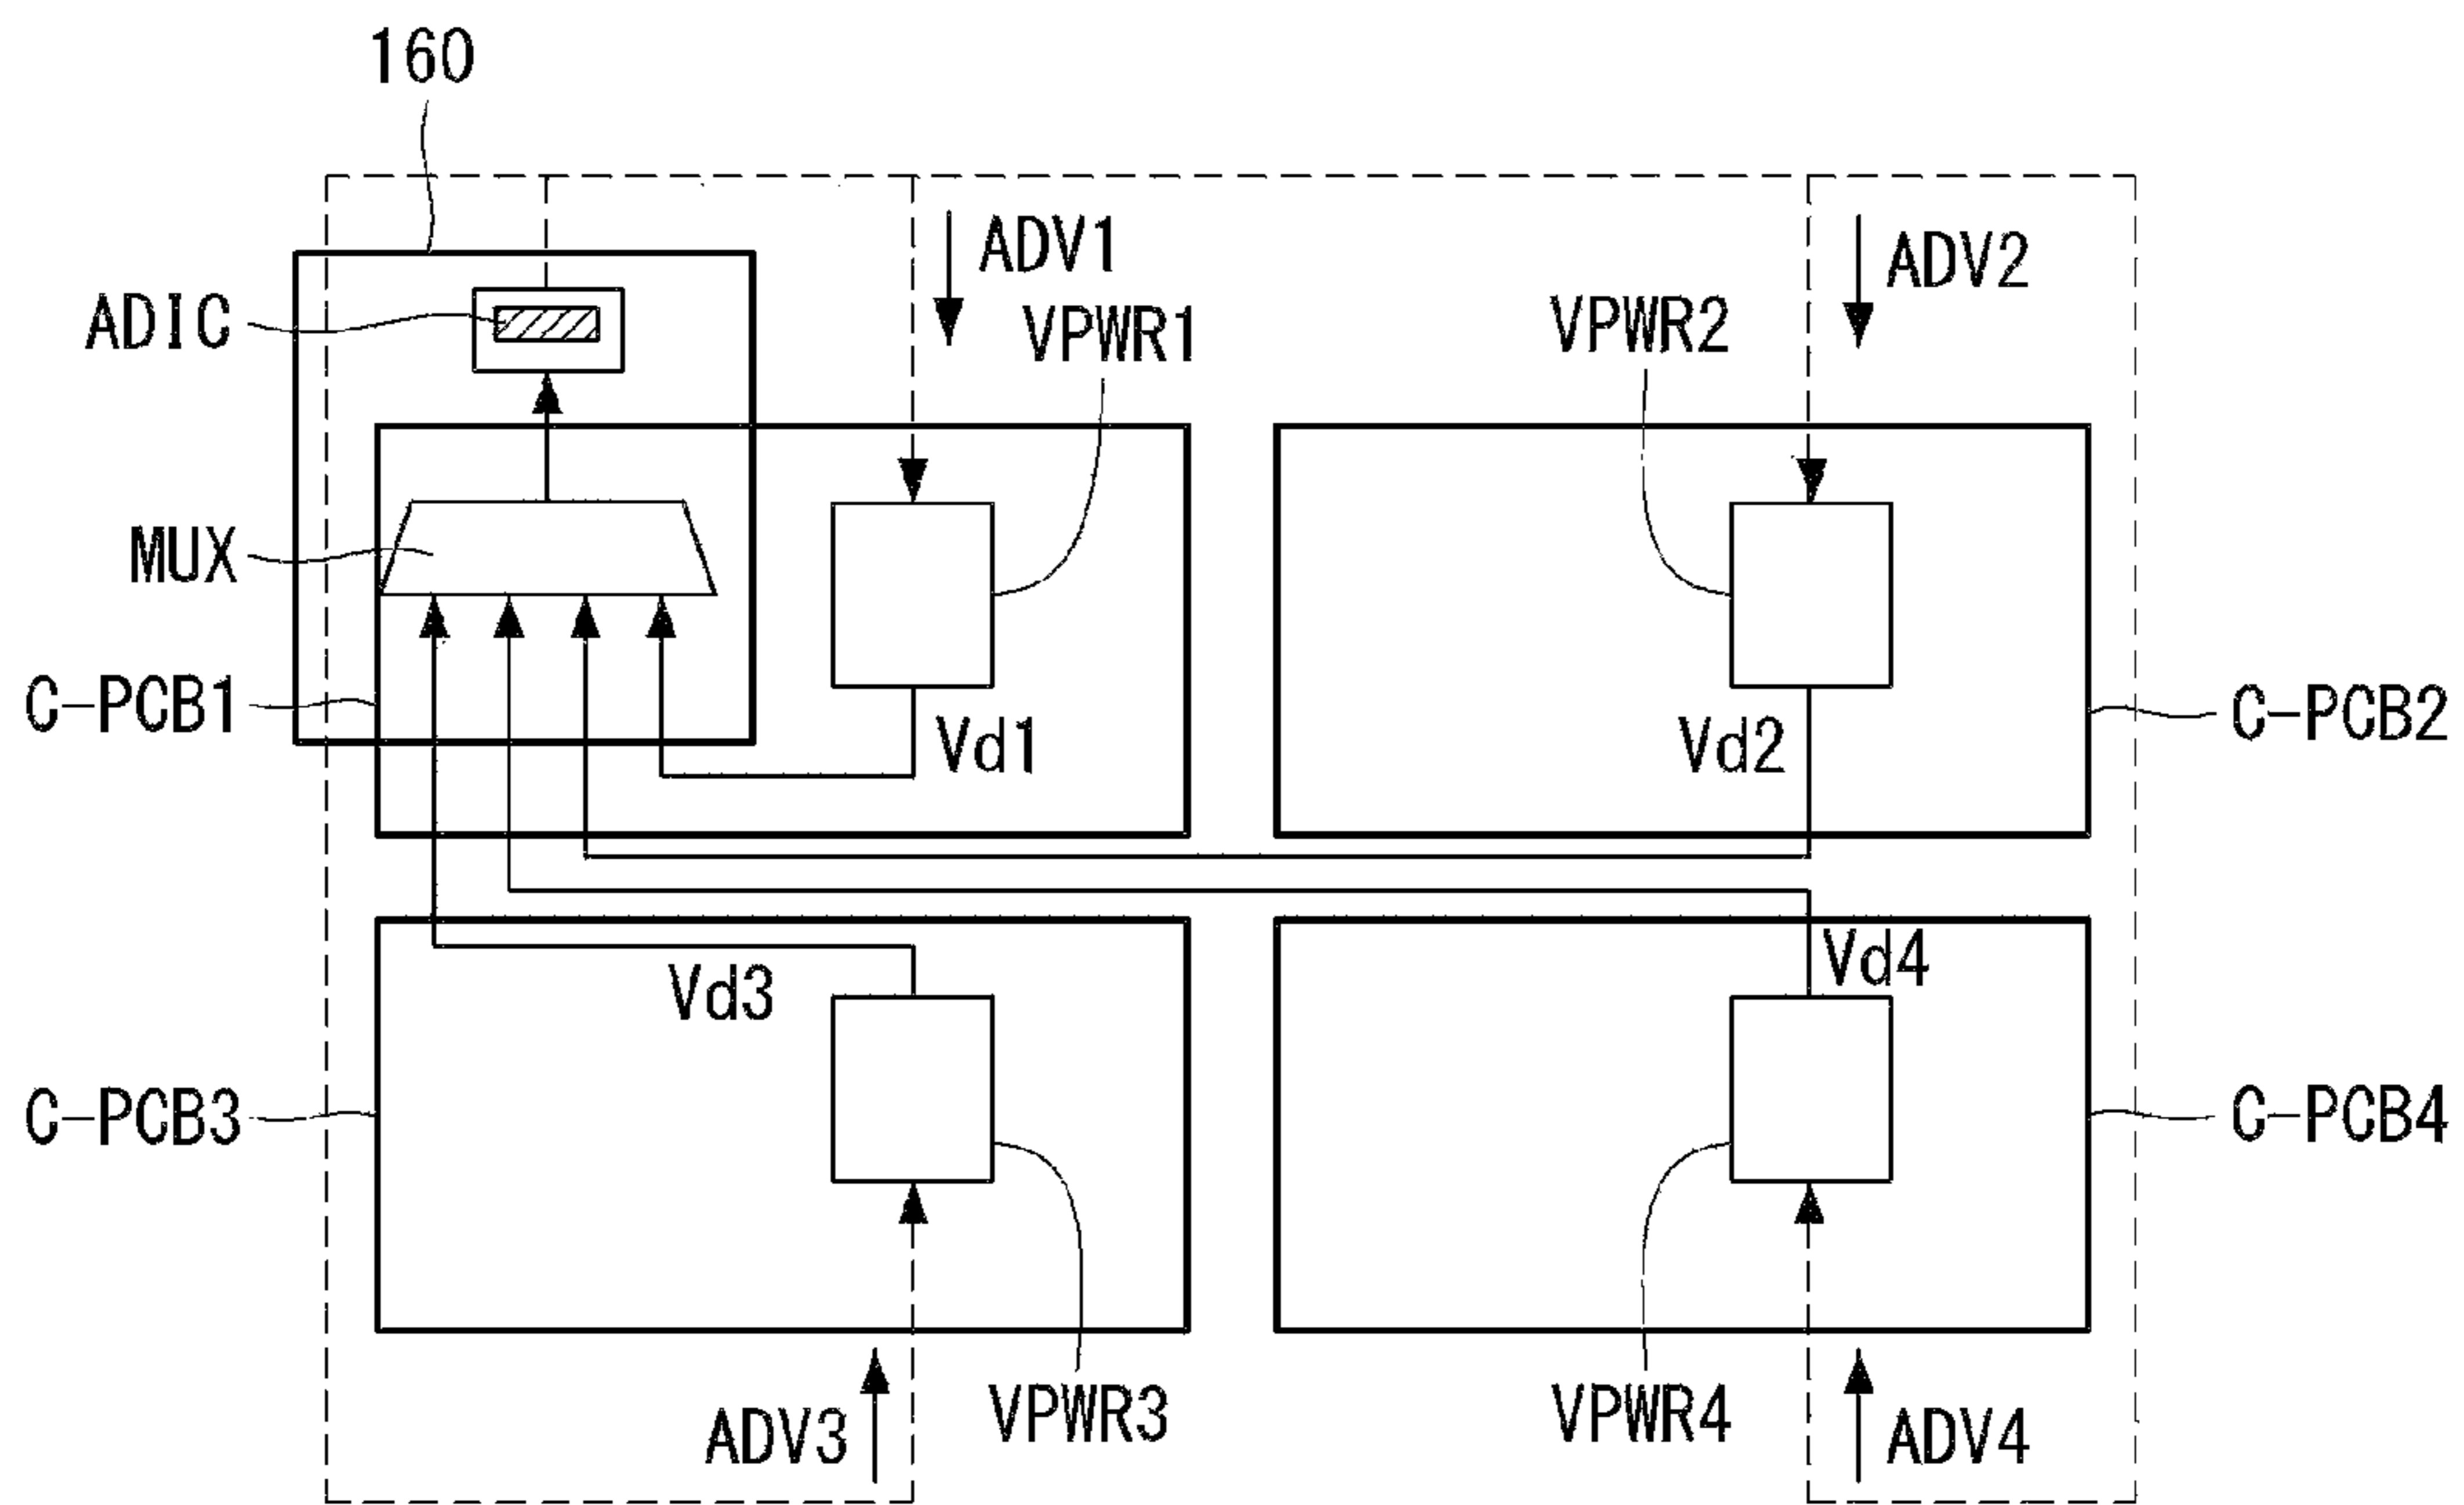 160
ADV1
ADV2
ADIC
VPWR1
VPWR2
MUX
C-PCB1
Vd1
Vd2
C-PCB2
Vd3
Vd4
C-PCB3
C-PCB4
ADV3
VPWR3
VPWR4
ADV4